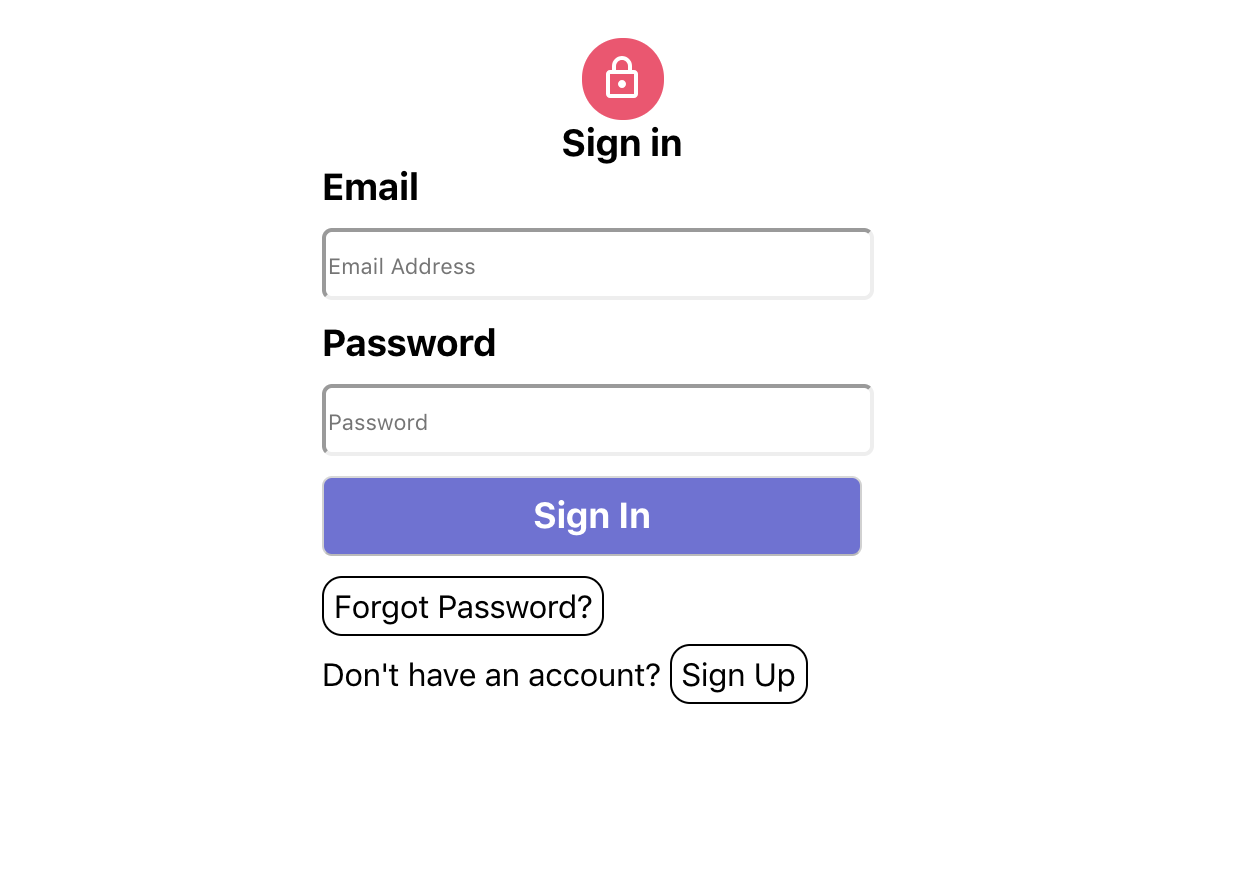 Sign in
Email
Email Address
Password
Password
Sign In
Forgot Password?
Don't have an account? Sign Up